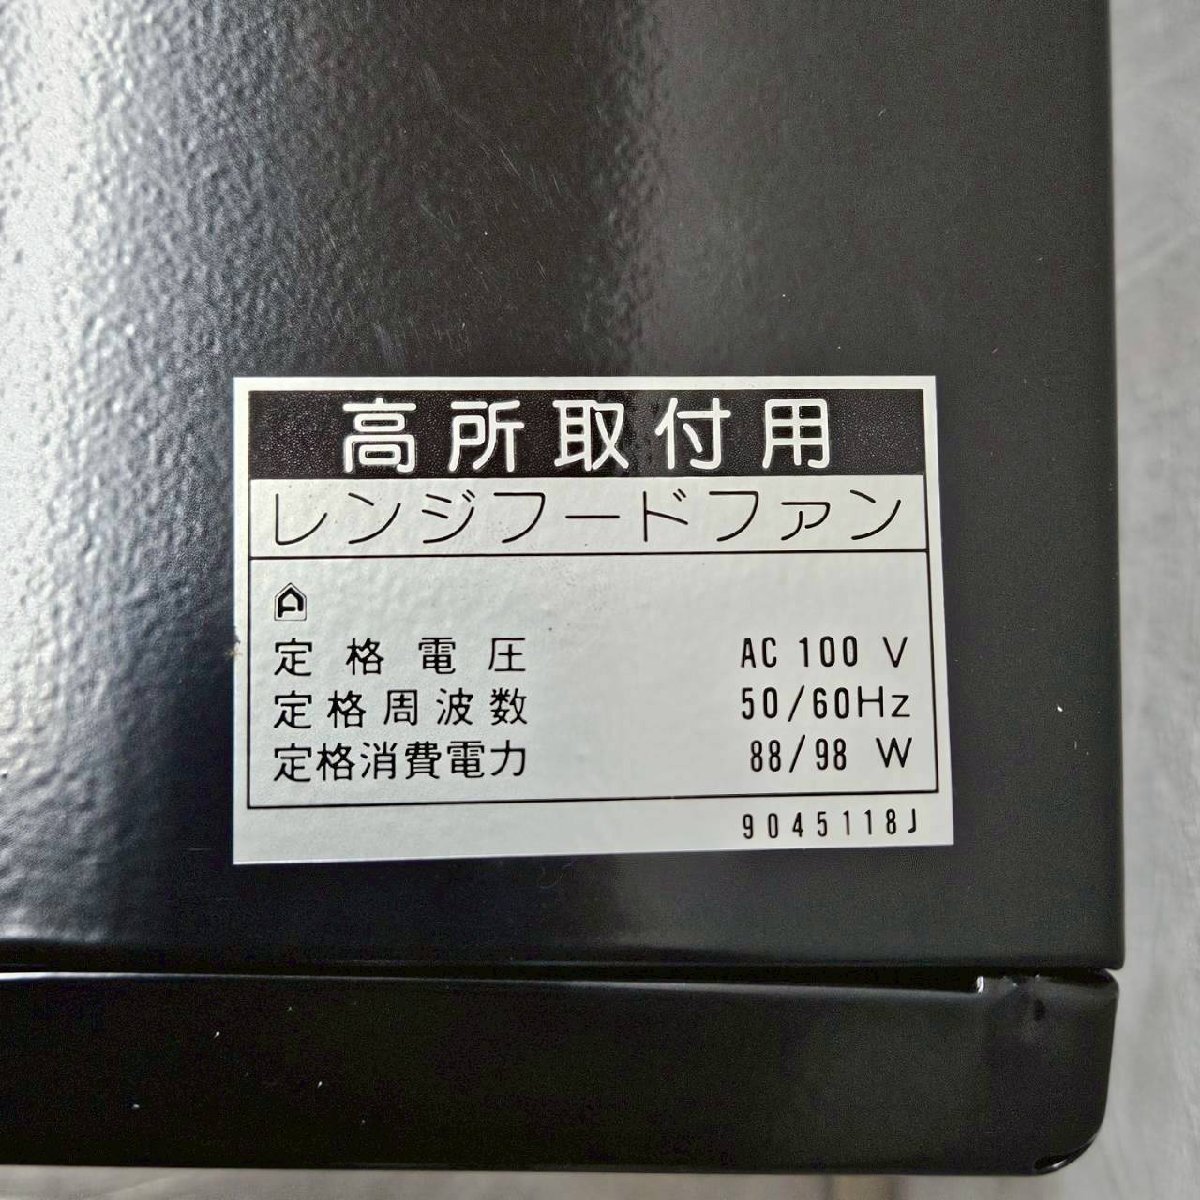 高所取付用
レンジフードファン
定格電圧 AC 100 V
定格周波数 50/60Hz
定格消費電力 88/98 W
9045118J